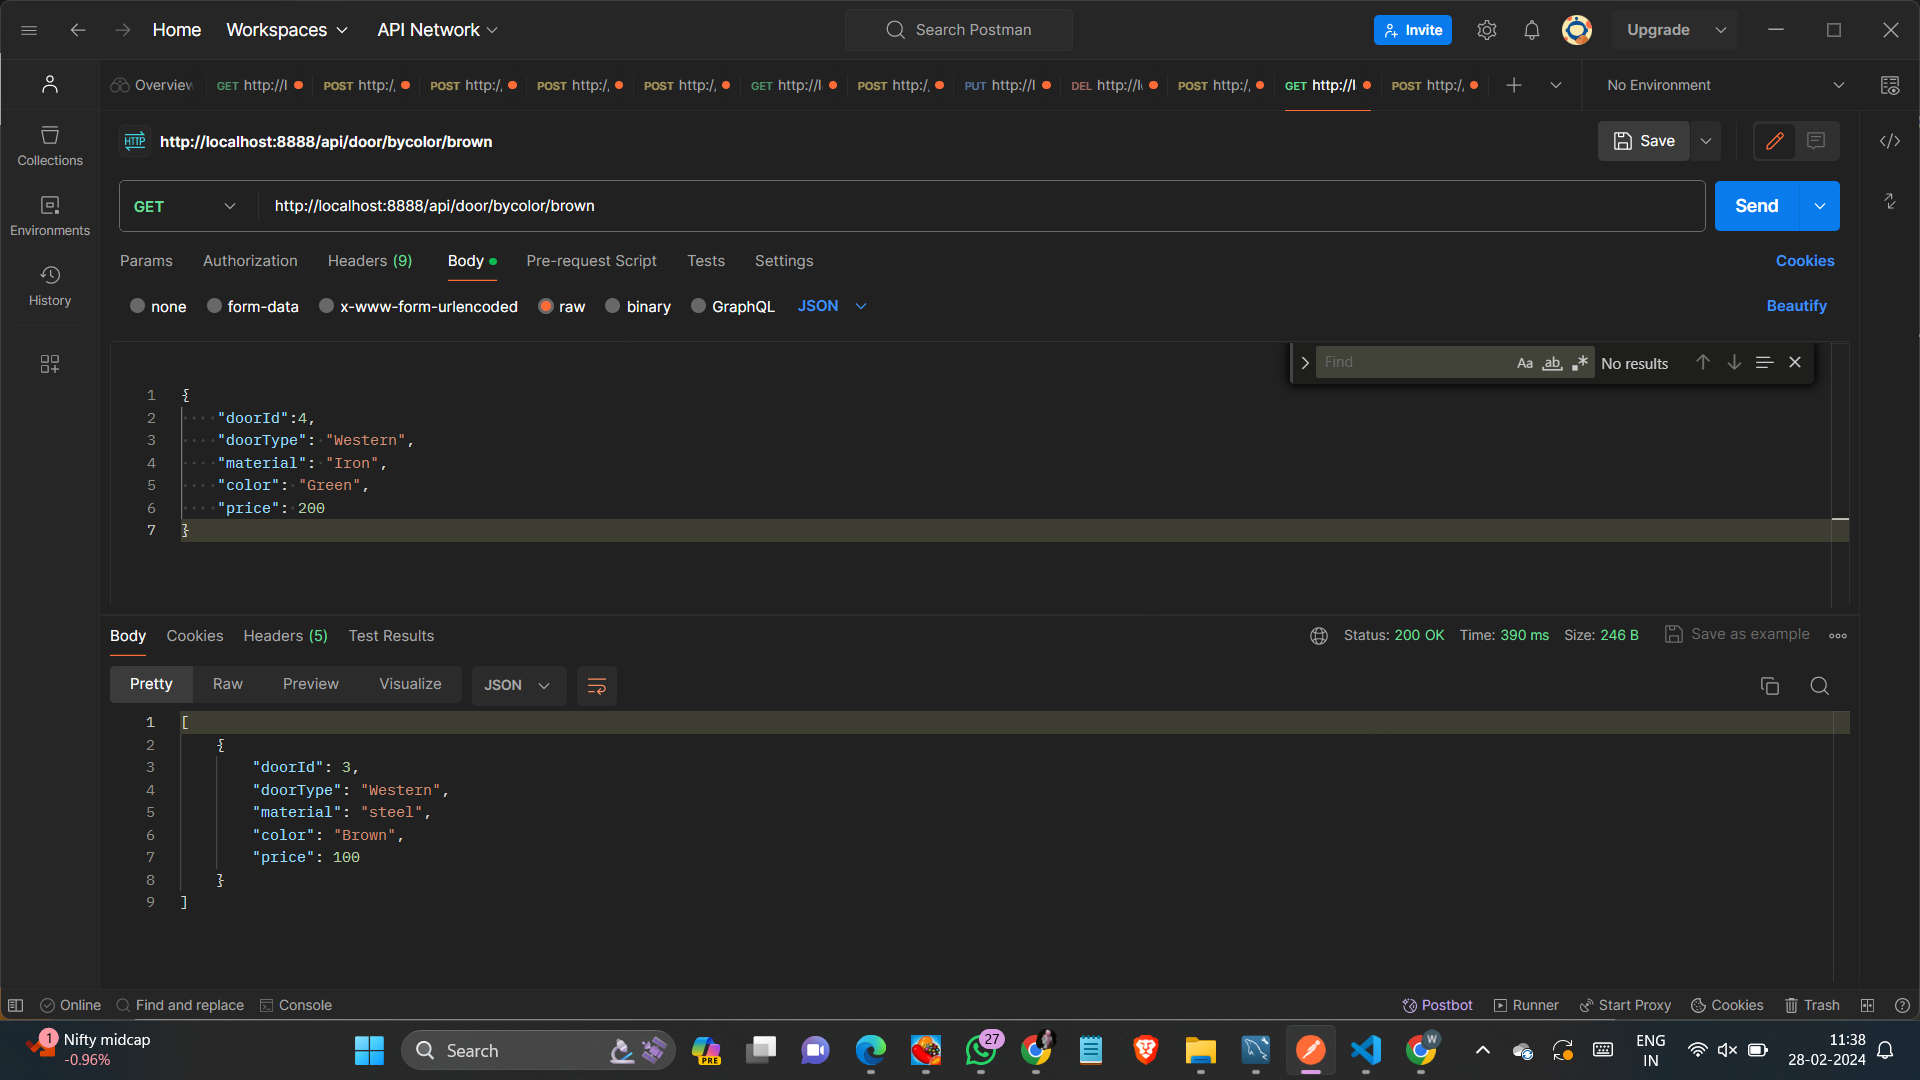 Home Workspaces API Network Search Postman Invite Upgrade
Overview GET http://l POST http:/, POST http:/, POST http:/, POST http:/, GET http://l POST http:/, PUT http://l DEL http://l POST http:/, GET http://l POST http:/, No Environment
HTTP http://localhost:8888/api/door/bycolor/brown Save
GET http://localhost:8888/api/door/bycolor/brown Send
Collections
Environments
History
Params Authorization Headers (9) Body Pre-request Script Tests Settings Cookies
none form-data x-www-form-urlencoded raw binary GraphQL JSON Beautify
Find Aa ab No results
1 {
2 "doorId":4,
3 "doorType": "Western",
4 "material": "Iron",
5 "color": "Green",
6 "price": 200
7 }
Body Cookies Headers (5) Test Results Status: 200 OK Time: 390 ms Size: 246 B Save as example
Pretty Raw Preview Visualize JSON
1 [
2 {
3 "doorId": 3,
4 "doorType": "Western",
5 "material": "steel",
6 "color": "Brown",
7 "price": 100
8 }
9 ]
Online Find and replace Console Postbot Runner Start Proxy Cookies Trash
1 Nifty midcap
-0.96%
Search PRE 27 W
ENG
IN
11:38
28-02-2024